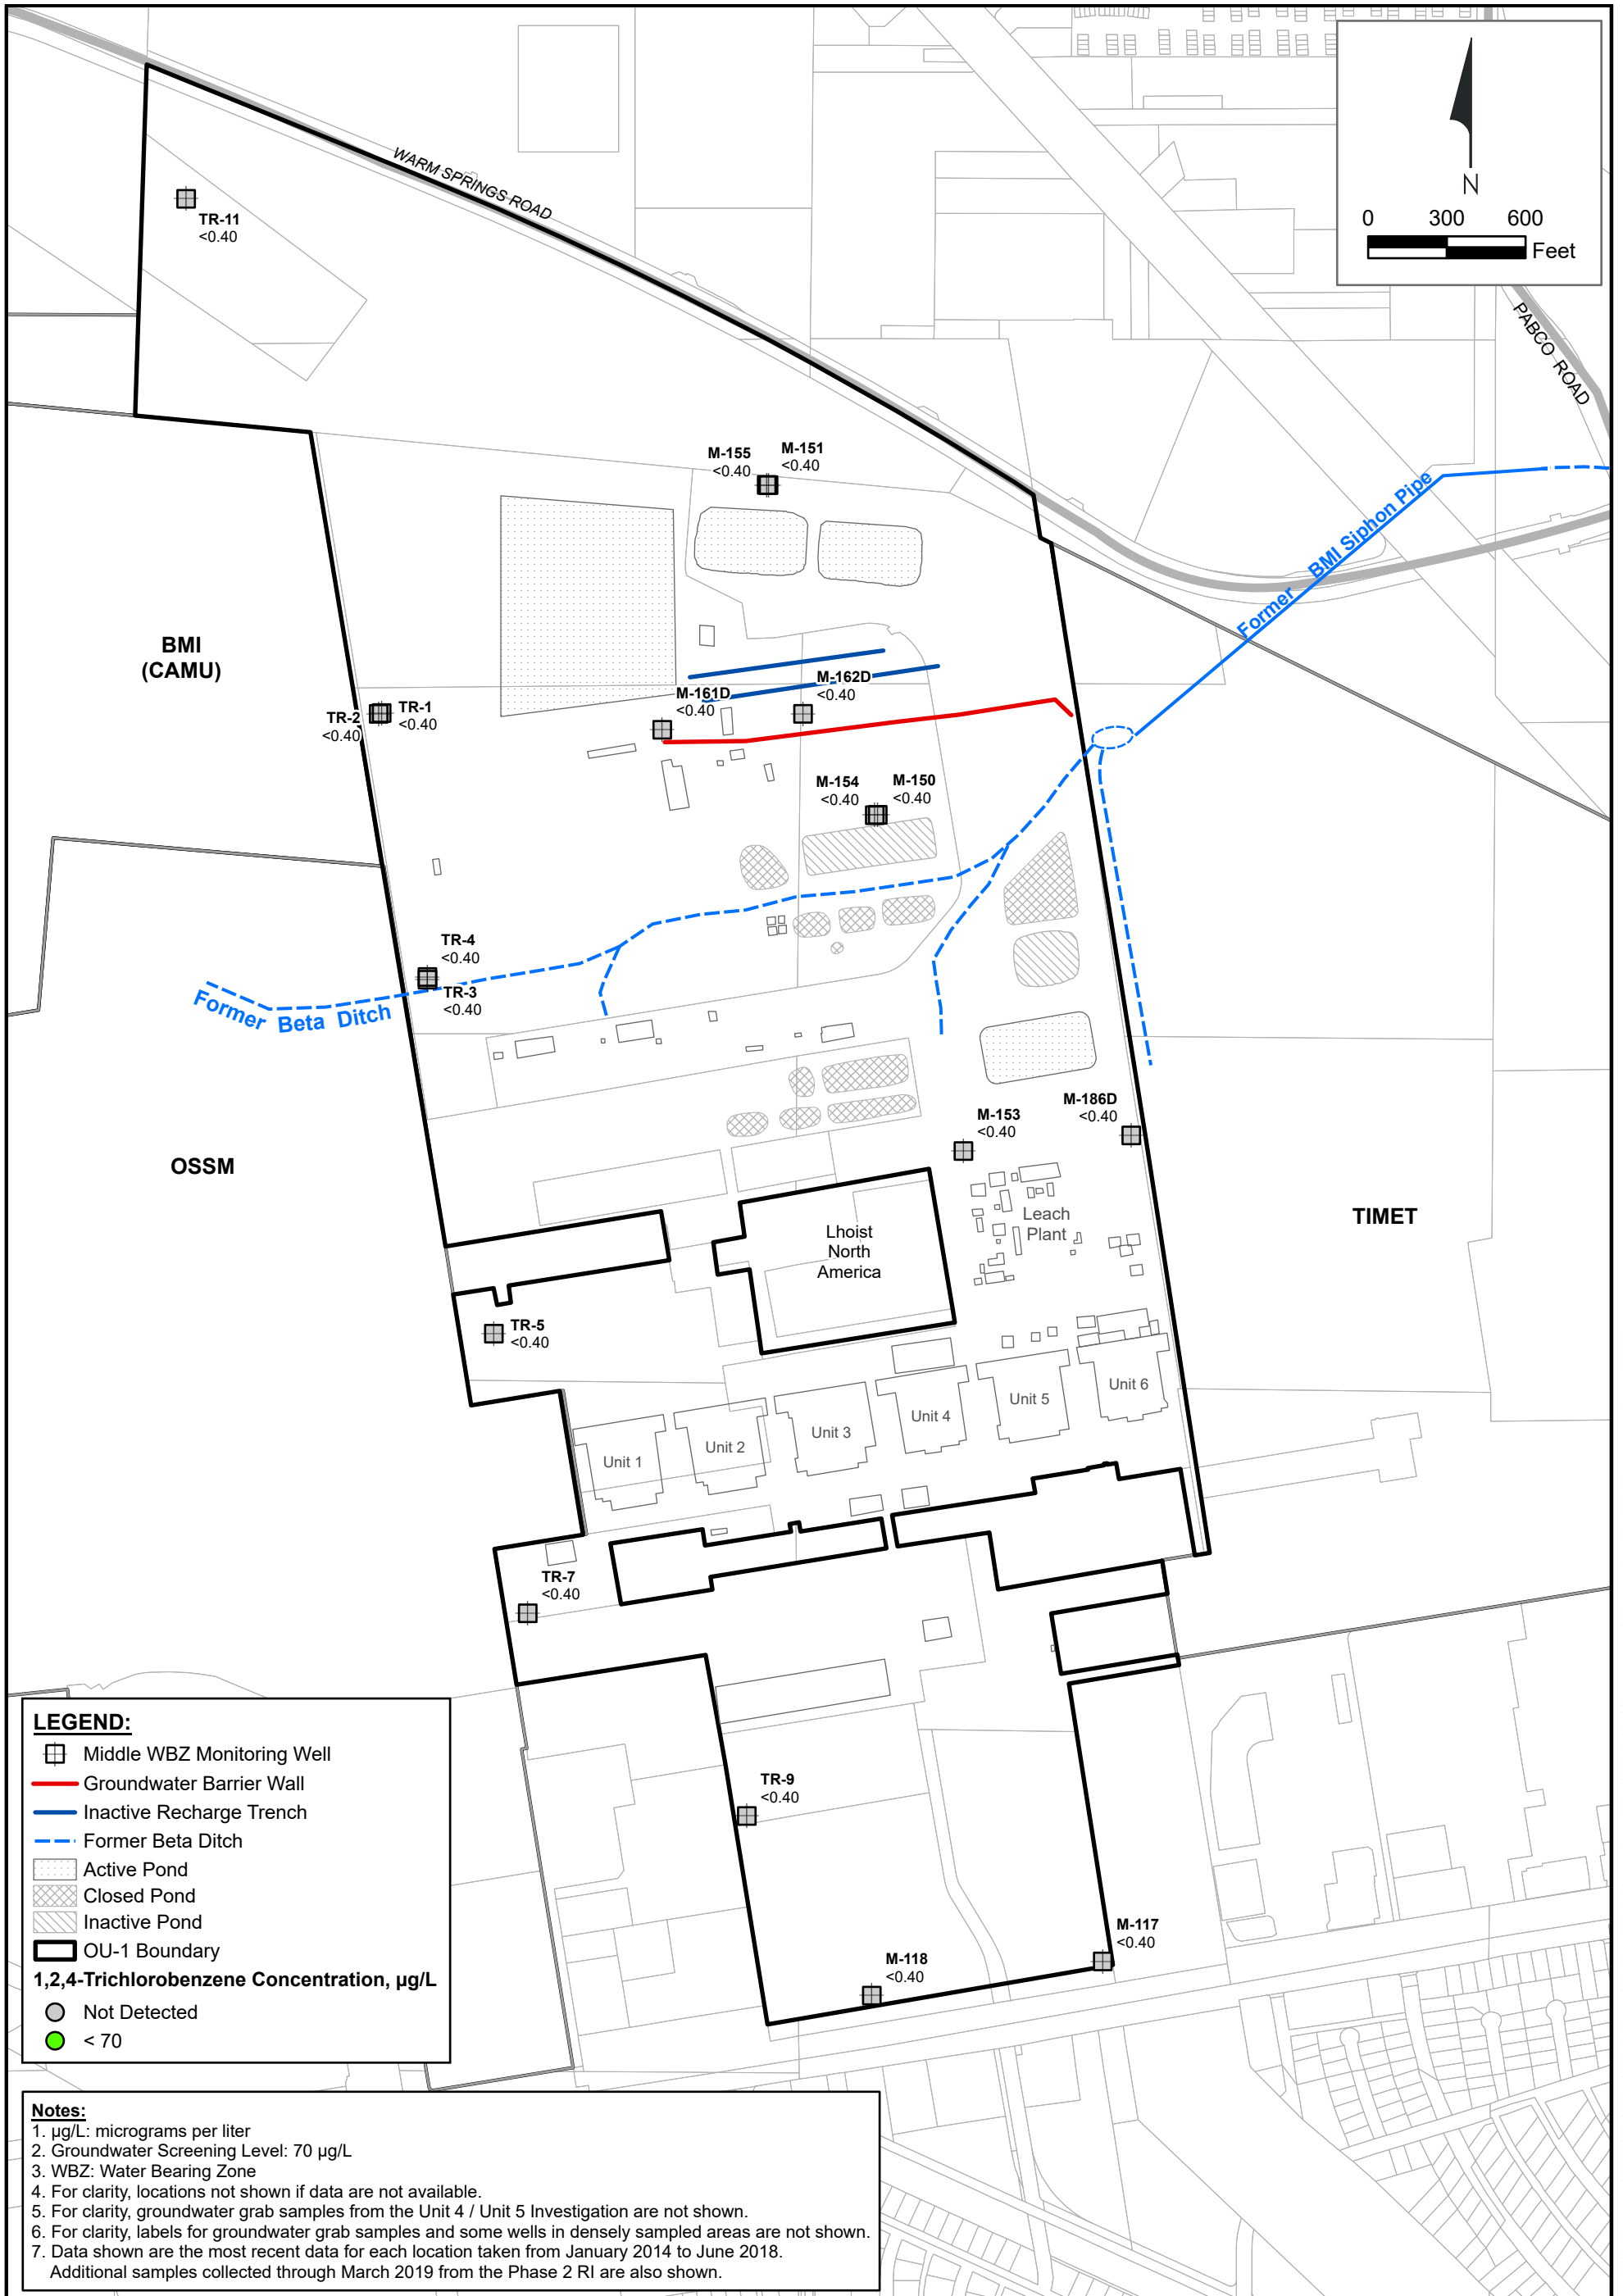 WARM SPRINGS ROAD
N
0 300 600
Feet
PABCO ROAD
TR-11
<0.40
M-155
<0.40
M-151
<0.40
Former BMI Siphon Pipe
BMI
(CAMU)
M-161D
<0.40
M-162D
<0.40
TR-2
<0.40
TR-1
<0.40
M-154
<0.40
M-150
<0.40
TR-4
<0.40
TR-3
<0.40
Former Beta Ditch
M-153
<0.40
M-186D
<0.40
OSSM
TIMET
Leach
Plant
Lhoist
North
America
TR-5
<0.40
Unit 1
Unit 2
Unit 3
Unit 4
Unit 5
Unit 6
TR-7
<0.40
TR-9
<0.40
M-118
<0.40
M-117
<0.40
LEGEND:
Middle WBZ Monitoring Well
Groundwater Barrier Wall
Inactive Recharge Trench
Former Beta Ditch
Active Pond
Closed Pond
Inactive Pond
OU-1 Boundary
1,2,4-Trichlorobenzene Concentration, µg/L
Not Detected
< 70
Notes:
1. µg/L: micrograms per liter
2. Groundwater Screening Level: 70 µg/L
3. WBZ: Water Bearing Zone
4. For clarity, locations not shown if data are not available.
5. For clarity, groundwater grab samples from the Unit 4 / Unit 5 Investigation are not shown.
6. For clarity, labels for groundwater grab samples and some wells in densely sampled areas are not shown.
7. Data shown are the most recent data for each location taken from January 2014 to June 2018.
Additional samples collected through March 2019 from the Phase 2 RI are also shown.